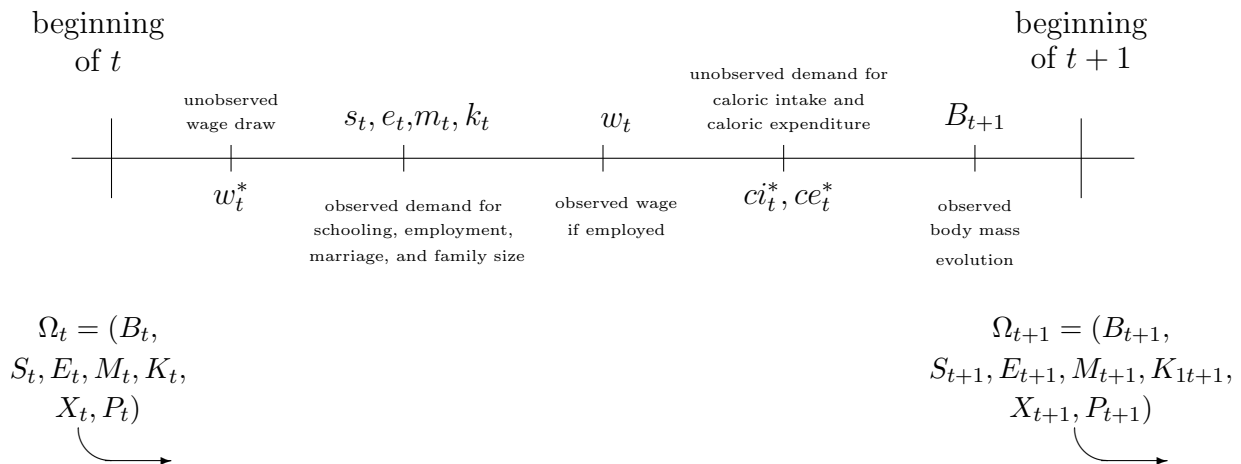 beginning
of t
beginning
of t + 1
unobserved
wage draw
s_t, e_t, m_t, k_t
w_t
unobserved demand for
caloric intake and
caloric expenditure
B_{t+1}
w_t^*
observed demand for
schooling, employment,
marriage, and family size
observed wage
if employed
ci_t^*, ce_t^*
observed
body mass
evolution
Ω_t = (B_t,
S_t, E_t, M_t, K_t,
X_t, P_t)
Ω_{t+1} = (B_{t+1},
S_{t+1}, E_{t+1}, M_{t+1}, K_{1t+1},
X_{t+1}, P_{t+1})